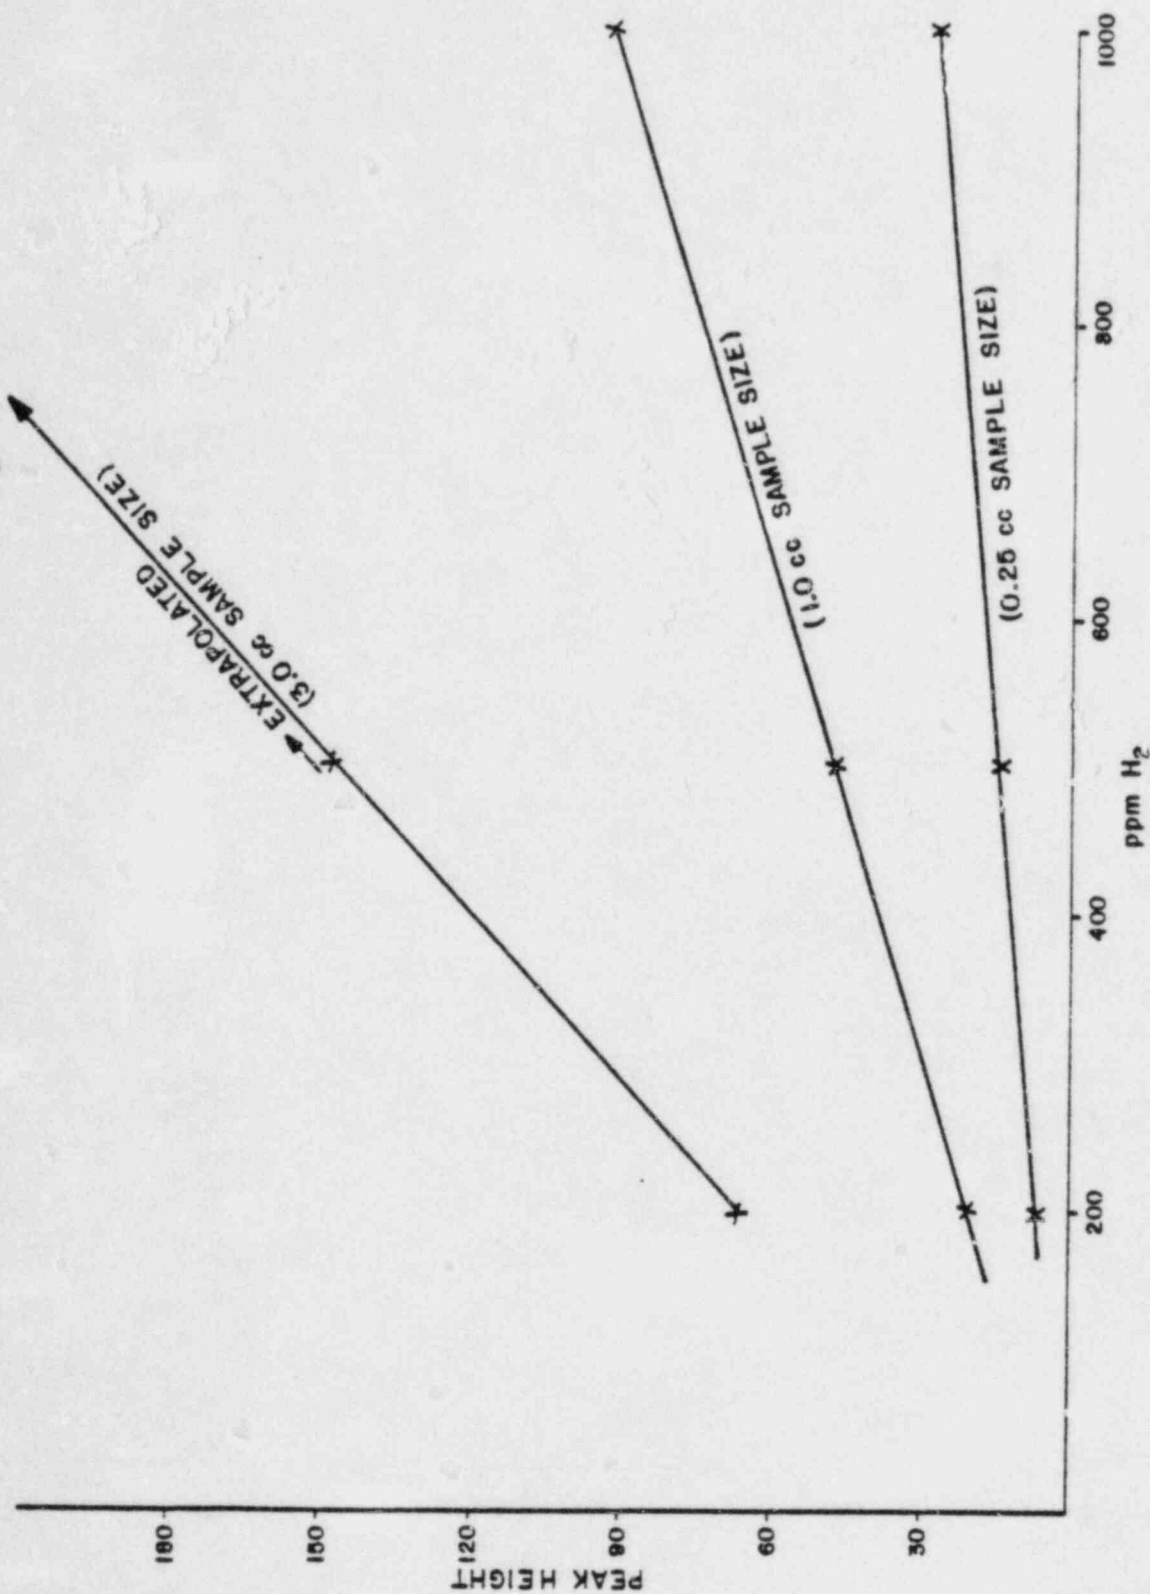 EXTRAPOLATED
(3.0 cc SAMPLE SIZE)
(1.0 cc SAMPLE SIZE)
(0.25 cc SAMPLE SIZE)
PEAK HEIGHT
180
150
120
90
60
30
200
400
600
800
1000
ppm H₂